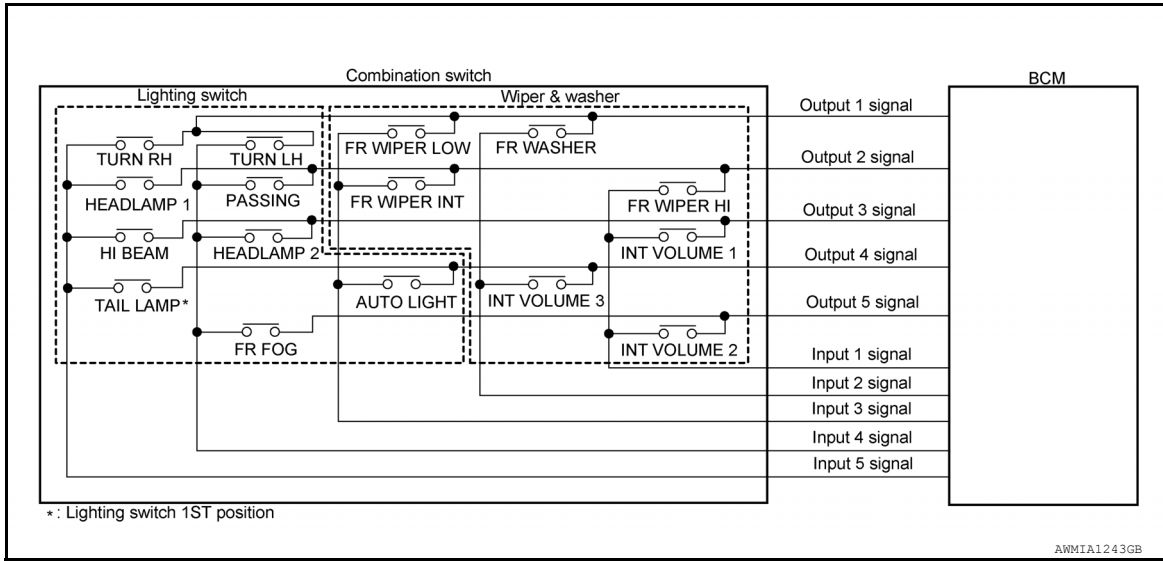 Combination switch
BCM
Lighting switch
Wiper & washer
Output 1 signal
TURN RH
TURN LH
FR WIPER LOW
FR WASHER
Output 2 signal
HEADLAMP 1
PASSING
FR WIPER INT
FR WIPER HI
Output 3 signal
HI BEAM
HEADLAMP 2
INT VOLUME 1
Output 4 signal
TAIL LAMP*
AUTO LIGHT
INT VOLUME 3
Output 5 signal
FR FOG
INT VOLUME 2
Input 1 signal
Input 2 signal
Input 3 signal
Input 4 signal
Input 5 signal
* : Lighting switch 1ST position
AWMIA1243GB